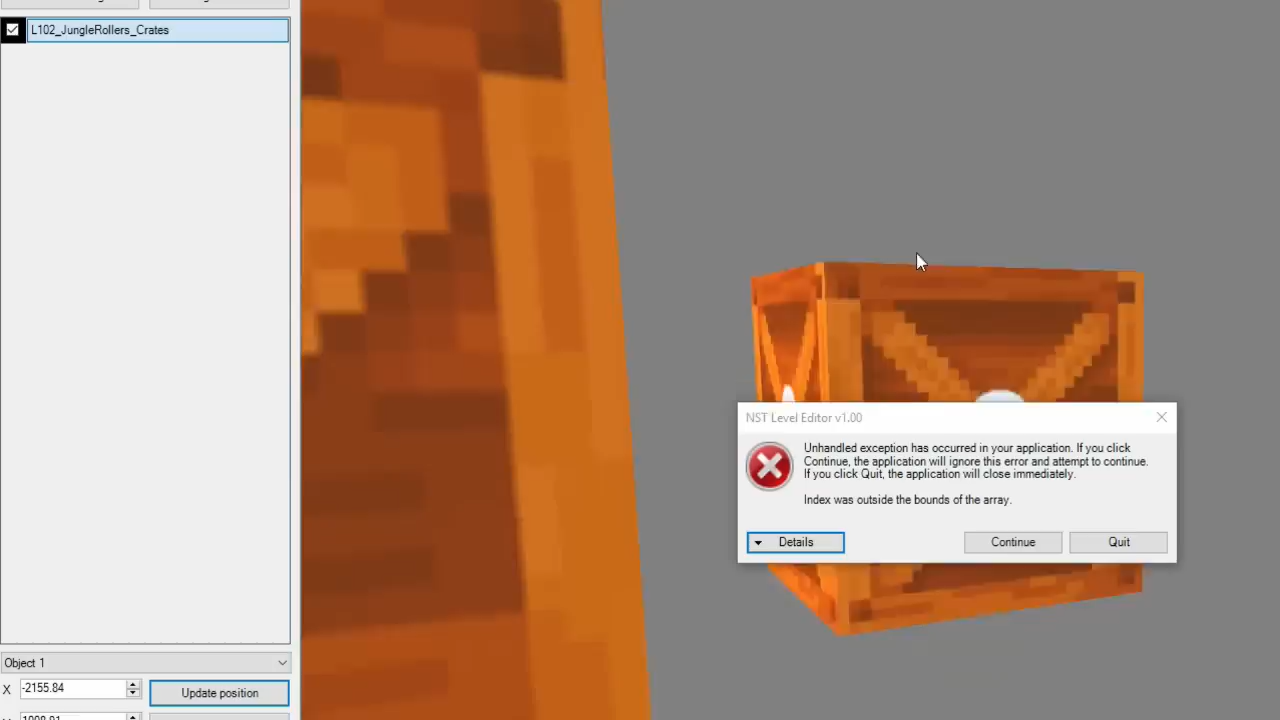 L102_JungleRollers_Crates
NST Level Editor v1.00
Unhandled exception has occurred in your application. If you click
Continue, the application will ignore this error and attempt to continue.
If you click Quit, the application will close immediately.
Index was outside the bounds of the array.
Details
Continue
Quit
Object 1
X
-2155.84
Update position